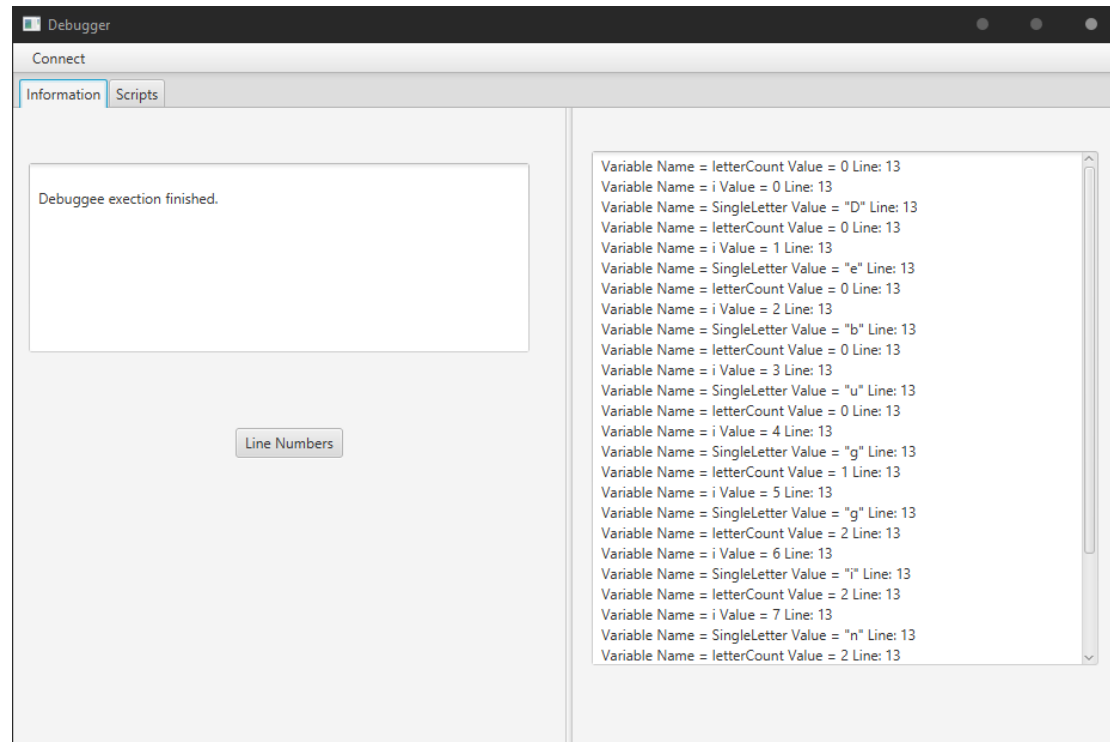 Debugger
Connect
Information Scripts
Debuggee exection finished.
Line Numbers
Variable Name = letterCount Value = 0 Line: 13
Variable Name = i Value = 0 Line: 13
Variable Name = SingleLetter Value = "D" Line: 13
Variable Name = letterCount Value = 0 Line: 13
Variable Name = i Value = 1 Line: 13
Variable Name = SingleLetter Value = "e" Line: 13
Variable Name = letterCount Value = 0 Line: 13
Variable Name = i Value = 2 Line: 13
Variable Name = SingleLetter Value = "b" Line: 13
Variable Name = letterCount Value = 0 Line: 13
Variable Name = i Value = 3 Line: 13
Variable Name = SingleLetter Value = "u" Line: 13
Variable Name = letterCount Value = 0 Line: 13
Variable Name = i Value = 4 Line: 13
Variable Name = SingleLetter Value = "g" Line: 13
Variable Name = letterCount Value = 1 Line: 13
Variable Name = i Value = 5 Line: 13
Variable Name = SingleLetter Value = "g" Line: 13
Variable Name = letterCount Value = 2 Line: 13
Variable Name = i Value = 6 Line: 13
Variable Name = SingleLetter Value = "i" Line: 13
Variable Name = letterCount Value = 2 Line: 13
Variable Name = i Value = 7 Line: 13
Variable Name = SingleLetter Value = "n" Line: 13
Variable Name = letterCount Value = 2 Line: 13